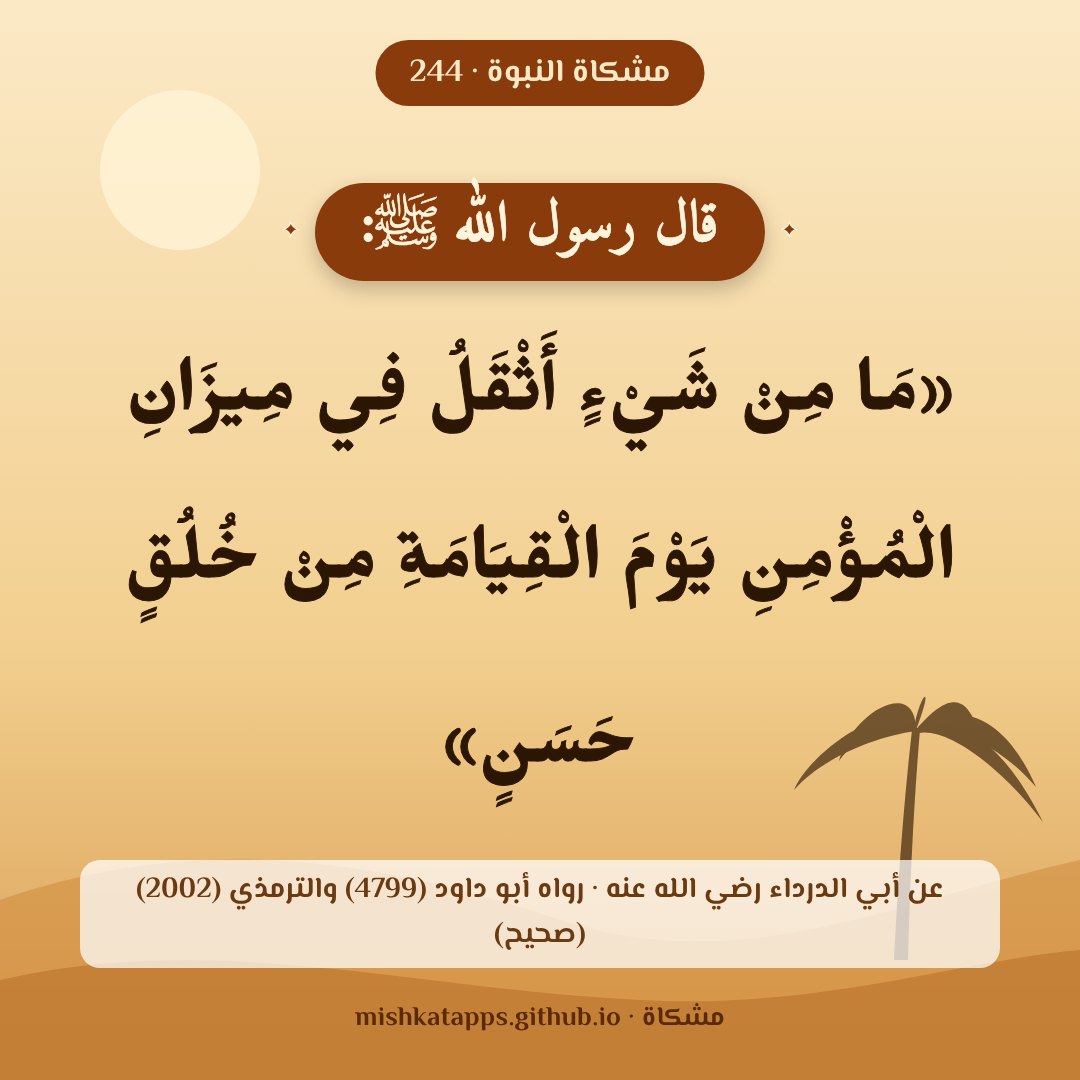 مشكاة النبوة · 244
قال رسول الله ﷺ:
«مَا مِنْ شَيْءٍ أَثْقَلُ فِي مِيزَانِ
الْمُؤْمِنِ يَوْمَ الْقِيَامَةِ مِنْ خُلُقٍ
حَسَنٍ»
عن أبي الدرداء رضي الله عنه · رواه أبو داود (4799) والترمذي (2002)
(صحيح)
مشكاة · mishkatapps.github.io